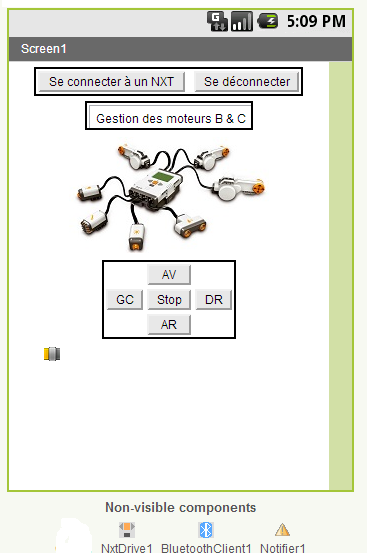 5:09 PM
Screen1
Se connecter à un NXT Se déconnecter
Gestion des moteurs B & C
AV
GC Stop DR
AR
Non-visible components
NxtDrive1 BluetoothClient1 Notifier1